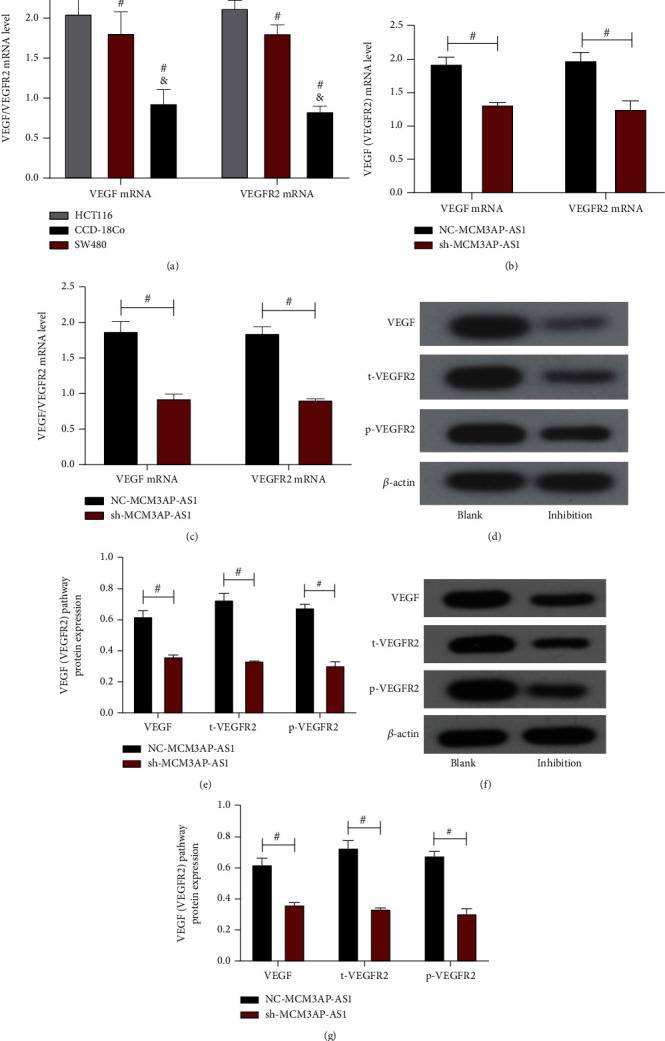 VEGF/VEGFR2 mRNA level
2.0
1.5
1.0
0.5
0.0
#
#
&
#
#
&
VEGF mRNA
VEGFR2 mRNA
HCT116
CCD-18Co
SW480
(a)
VEGF (VEGFR2) mRNA level
2.5
2.0
1.5
1.0
0.5
0.0
#
#
VEGF mRNA
VEGFR2 mRNA
NC-MCM3AP-AS1
sh-MCM3AP-AS1
(b)
VEGF/VEGFR2 mRNA level
2.5
2.0
1.5
1.0
0.5
0.0
#
#
VEGF mRNA
VEGFR2 mRNA
NC-MCM3AP-AS1
sh-MCM3AP-AS1
(c)
VEGF
t-VEGFR2
p-VEGFR2
β-actin
Blank
Inhibition
(d)
VEGF (VEGFR2) pathway
protein expression
1.0
0.8
0.6
0.4
0.2
0.0
#
#
#
VEGF
t-VEGFR2
p-VEGFR2
NC-MCM3AP-AS1
sh-MCM3AP-AS1
(e)
VEGF
t-VEGFR2
p-VEGFR2
β-actin
Blank
Inhibition
(f)
VEGF (VEGFR2) pathway
protein expression
1.0
0.8
0.6
0.4
0.2
0.0
#
#
#
VEGF
t-VEGFR2
p-VEGFR2
NC-MCM3AP-AS1
sh-MCM3AP-AS1
(g)